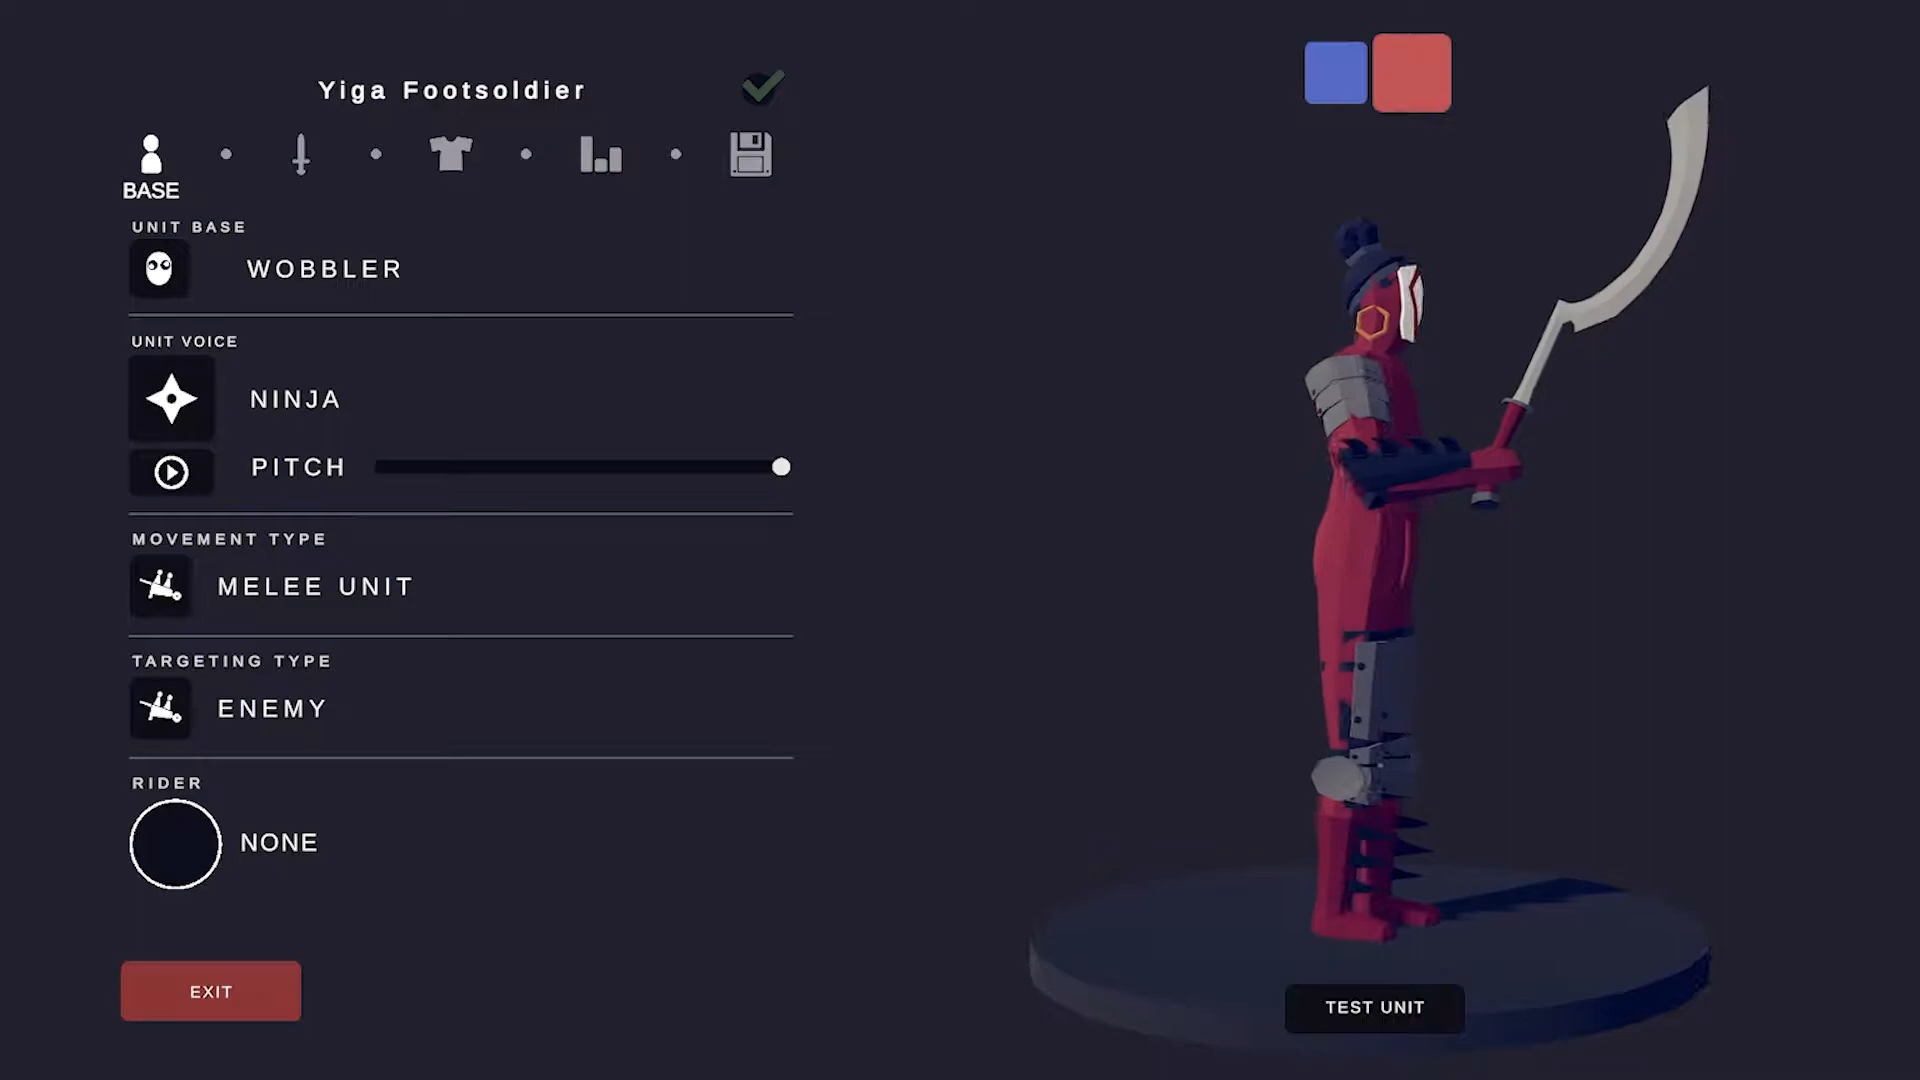 Yiga Footsoldier
BASE
UNIT BASE
WOBBLER
UNIT VOICE
NINJA
PITCH
MOVEMENT TYPE
MELEE UNIT
TARGETING TYPE
ENEMY
RIDER
NONE
EXIT
TEST UNIT